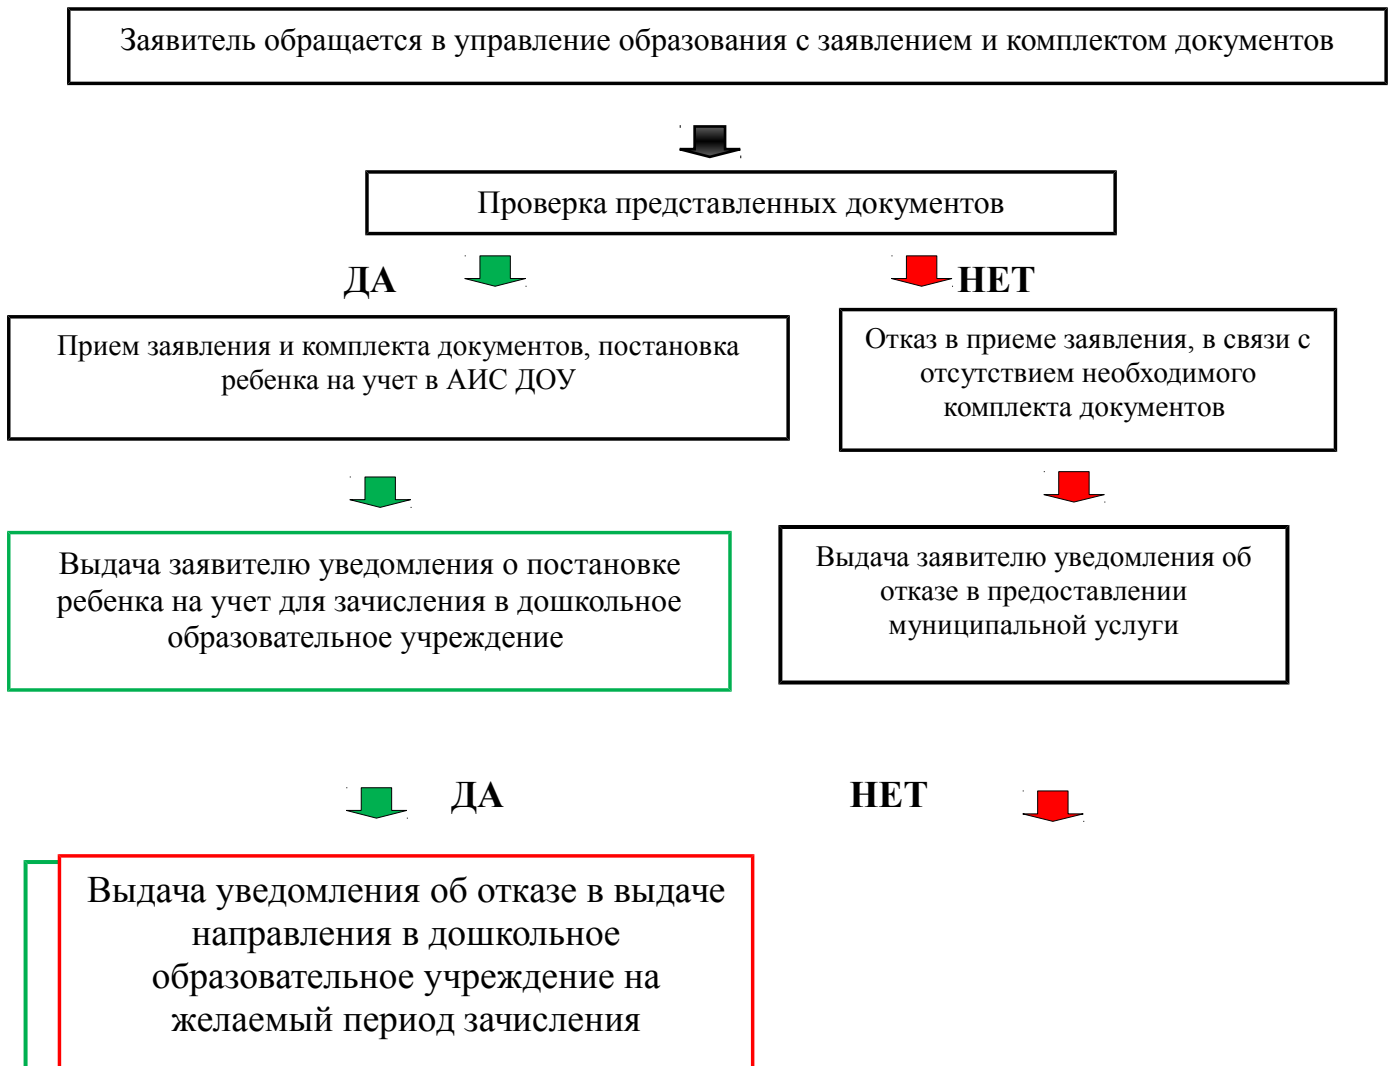 Заявитель обращается в управление образования с заявлением и комплектом документов
Проверка представленных документов
ДА
НЕТ
Прием заявления и комплекта документов, постановка
ребенка на учет в АИС ДОУ
Отказ в приеме заявления, в связи с
отсутствием необходимого
комплекта документов
Выдача заявителю уведомления о постановке
ребенка на учет для зачисления в дошкольное
образовательное учреждение
Выдача заявителю уведомления об
отказе в предоставлении
муниципальной услуги
ДА
НЕТ
Выдача уведомления об отказе в выдаче
направления в дошкольное
образовательное учреждение на
желаемый период зачисления